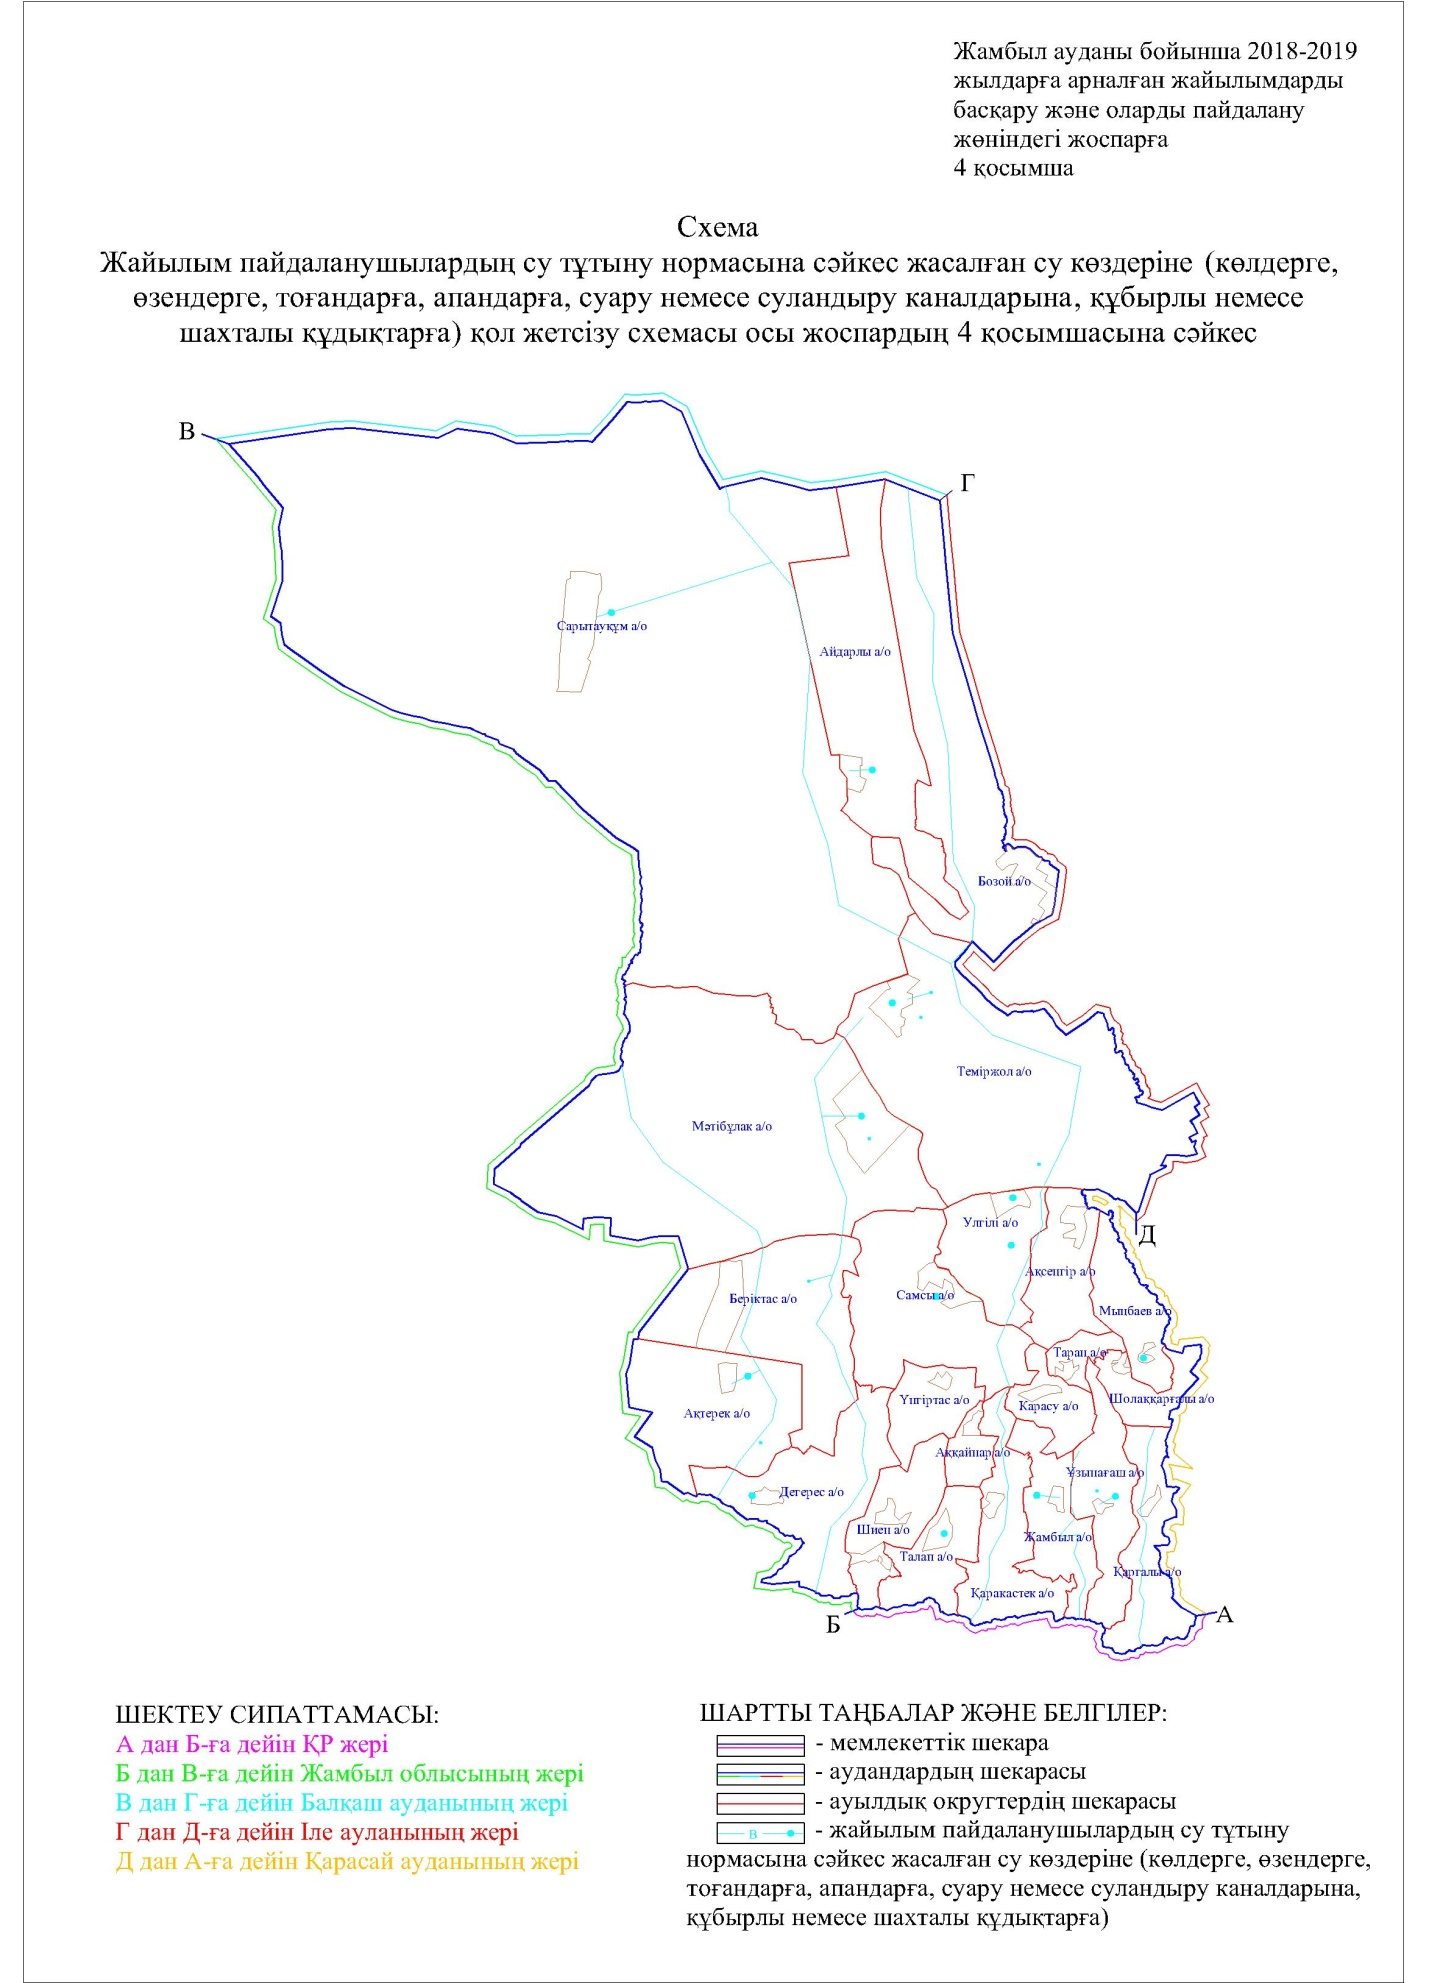 Жамбыл ауданы бойынша 2018-2019
жылдарға арналған жайылымдарды
басқару және оларды пайдалану
жөніндегі жоспарға
4 қосымша
Схема
Жайылым пайдаланушылардың су тұтыну нормасына сәйкес жасалған су көздеріне (көлдерге,
өзендерге, тоғандарға, апандарға, суару немесе суландыру каналдарына, құбырлы немесе
шахталы құдықтарға) қол жетсізу схемасы осы жоспардың 4 қосымшасына сәйкес
В
Г
Сарытауқұм а/о
Айдарлы а/о
Бозой а/о
Теміржол а/о
Мәтібұлак а/о
Улгілі а/о
Д
Ақсенгір а/о
Самсы а/о
Беріктас а/о
Мынбаев а/о
Таран а/о
Үнгіртас а/о
Карасу а/о
Шолаққарғалы а/о
Ақтерек а/о
Аққайнар а/о
Ұзынағаш а/о
Дегерес а/о
Шиен а/о
Жамбыл а/о
Талап а/о
Қарғалы а/о
Қаракастек а/о
Б
А
ШЕКТЕУ СИПАТТАМАСЫ:
А дан Б-ға дейін ҚР жері
Б дан В-ға дейін Жамбыл облысының жері
В дан Г-ға дейін Балқаш ауданының жері
Г дан Д-ға дейін Іле ауланының жері
Д дан А-ға дейін Қарасай ауданының жері
ШАРТТЫ ТАҢБАЛАР ЖӘНЕ БЕЛГІЛЕР:
- мемлекеттік шекара
- аудандардың шекарасы
- ауылдық округтердің шекарасы
в - жайылым пайдаланушылардың су тұтыну
нормасына сәйкес жасалған су көздеріне (көлдерге, өзендерге,
тоғандарға, апандарға, суару немесе суландыру каналдарына,
құбырлы немесе шахталы құдықтарға)